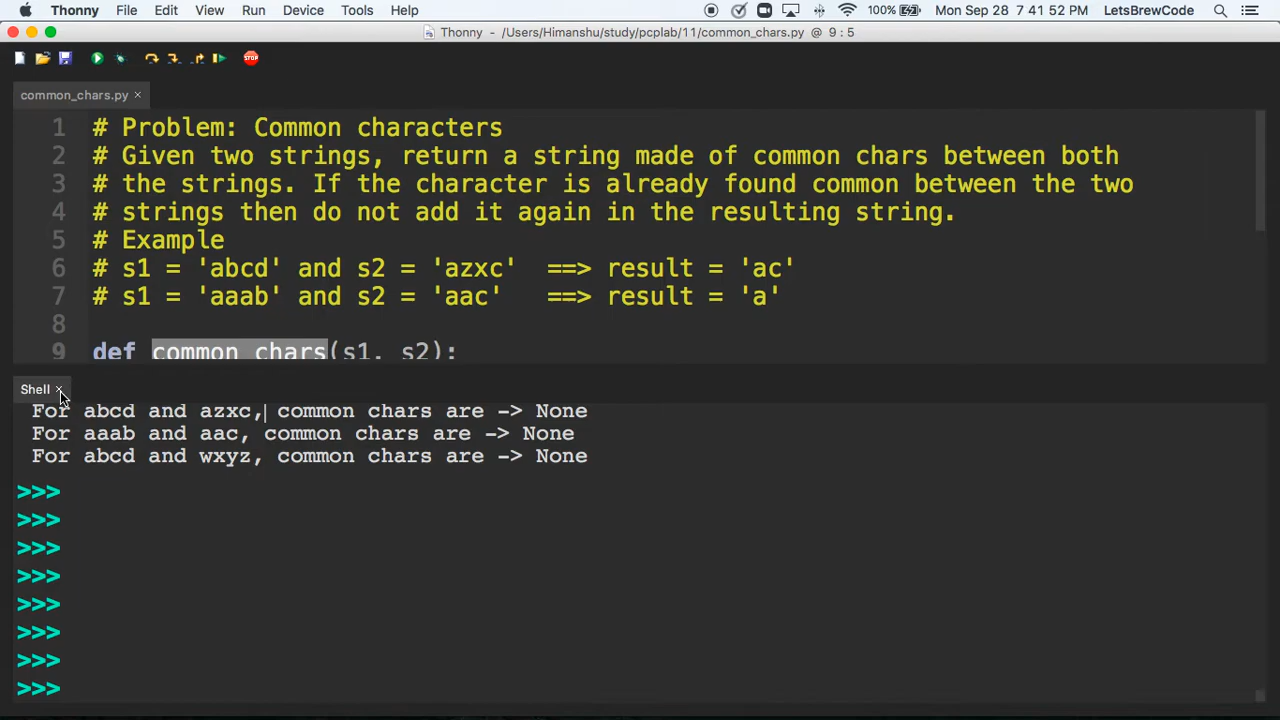 Thonny File Edit View Run Device Tools Help 100% Mon Sep 28 7 41 52 PM LetsBrewCode
Thonny - /Users/Himanshu/study/pcplab/11/common_chars.py @ 9 : 5
STOP
common_chars.py ×
1 # Problem: Common characters
2 # Given two strings, return a string made of common chars between both
3 # the strings. If the character is already found common between the two
4 # strings then do not add it again in the resulting string.
5 # Example
6 # s1 = 'abcd' and s2 = 'azxc' ==> result = 'ac'
7 # s1 = 'aaab' and s2 = 'aac' ==> result = 'a'
8
9 def common_chars(s1, s2):
Shell ×
For abcd and azxc, common chars are -> None
For aaab and aac, common chars are -> None
For abcd and wxyz, common chars are -> None
>>>
>>>
>>>
>>>
>>>
>>>
>>>
>>>